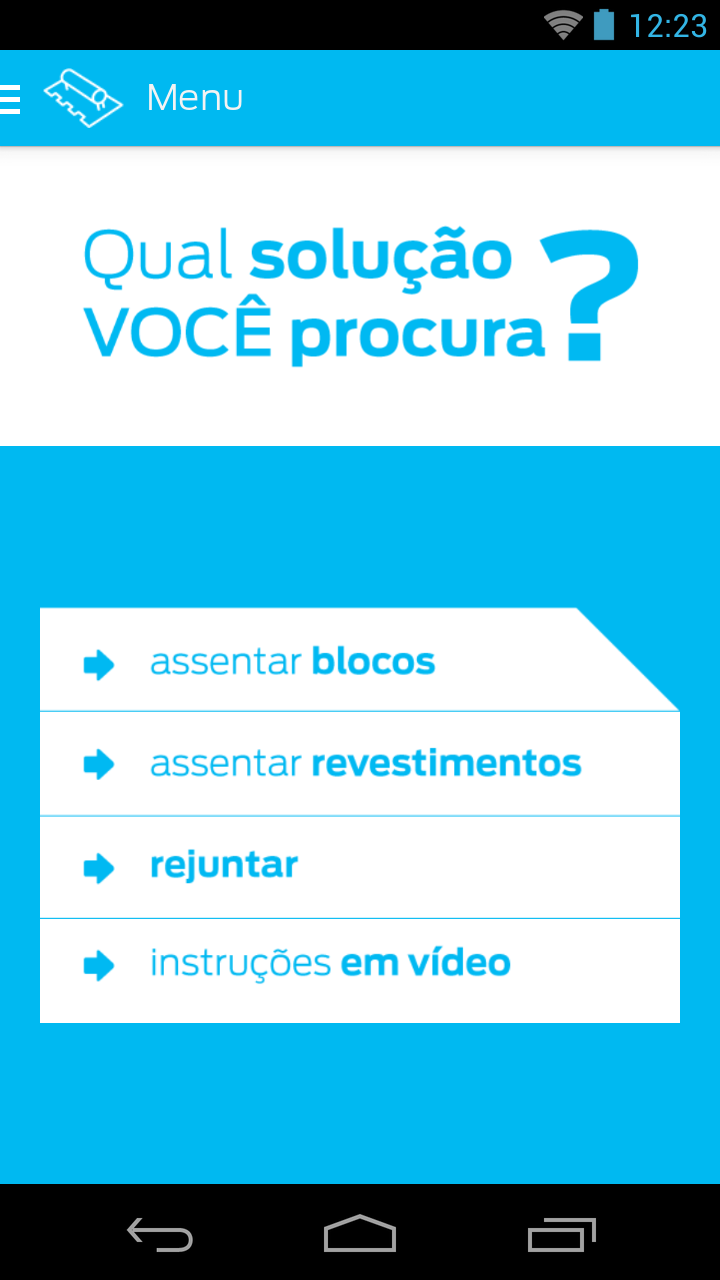 12:23
Menu
Qual solução
VOCÊ procura?
assentar blocos
assentar revestimentos
rejuntar
instruções em vídeo